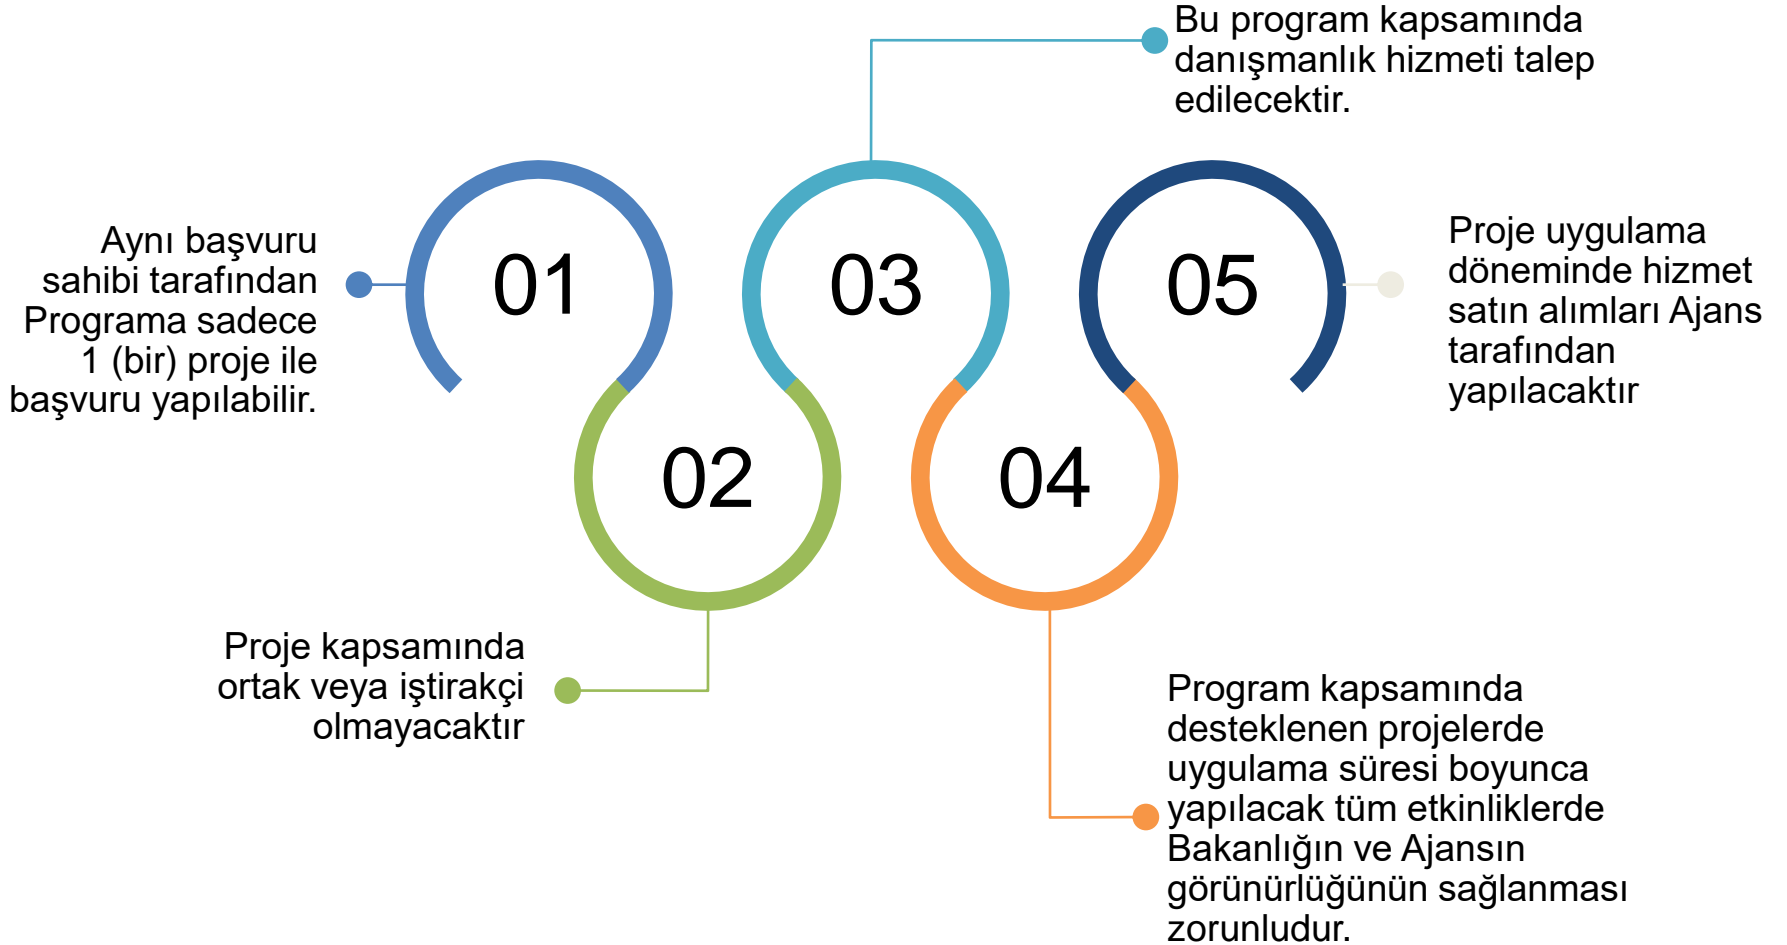 01
Aynı başvuru
sahibi tarafından
Programa sadece
1 (bir) proje ile
başvuru yapılabilir.
02
Proje kapsamında
ortak veya iştirakçi
olmayacaktır
03
Bu program kapsamında
danışmanlık hizmeti talep
edilecektir.
04
Program kapsamında
desteklenen projelerde
uygulama süresi boyunca
yapılacak tüm etkinliklerde
Bakanlığın ve Ajansın
görünürlüğünün sağlanması
zorunludur.
05
Proje uygulama
döneminde hizmet
satın alımları Ajans
tarafından
yapılacaktır